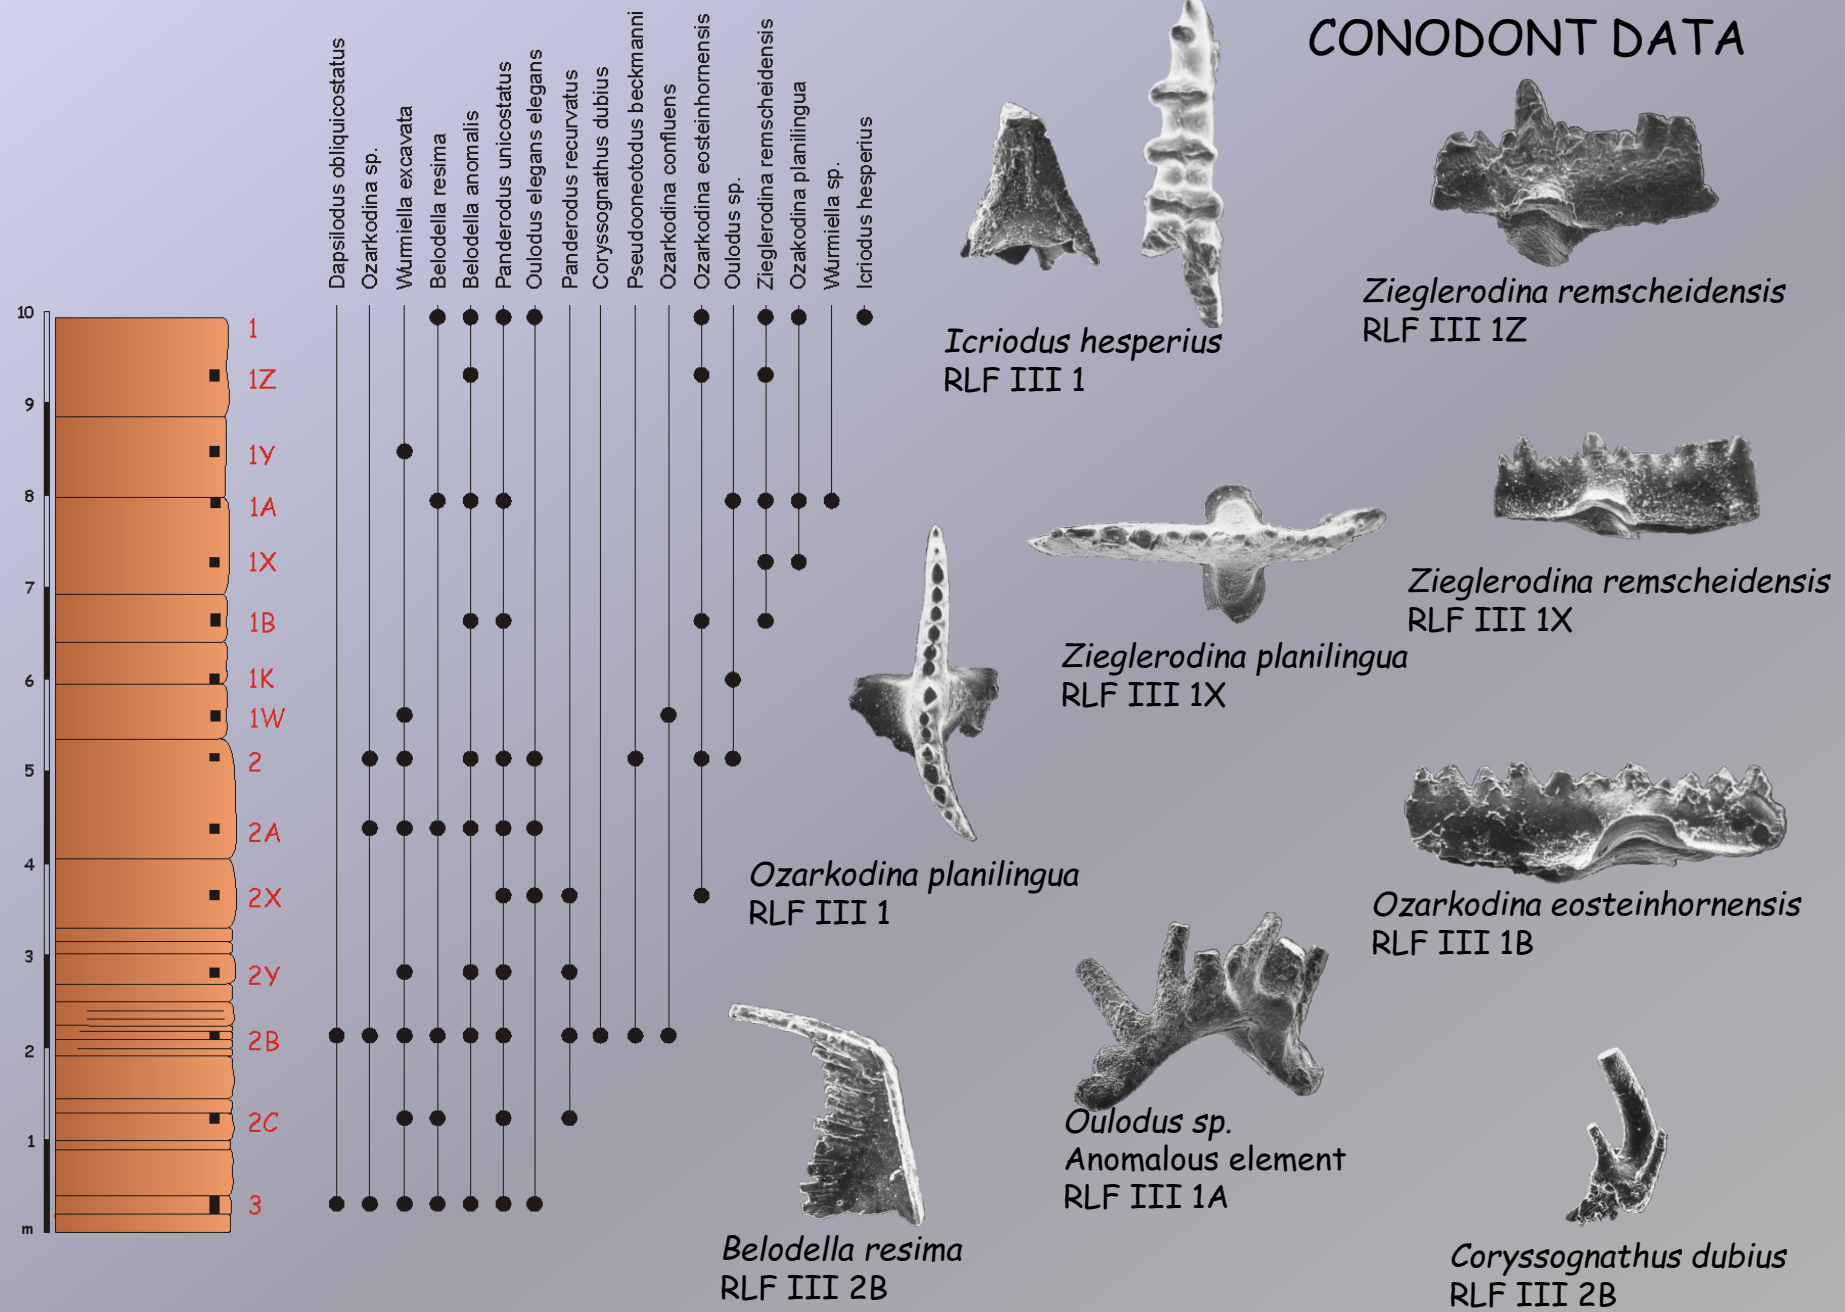 CONODONT DATA
Dapsilodus obliquicostatus
Ozarkodina sp.
Wurmiella excavata
Belodella resima
Belodella anomalis
Panderodus unicostatus
Oulodus elegans elegans
Panderodus recurvatus
Coryssognathus dubius
Pseudooneotodus beckmanni
Ozarkodina confluens
Ozarkodina eosteinhornensis
Oulodus sp.
Zieglerodina remscheidensis
Ozakodina planilingua
Wurmiella sp.
Icriodus hesperius
10
9
8
7
6
5
4
3
2
1
m
1
1Z
1Y
1A
1X
1B
1K
1W
2
2A
2X
2Y
2B
2C
3
Icriodus hesperius
RLF III 1
Zieglerodina remscheidensis
RLF III 1Z
Zieglerodina remscheidensis
RLF III 1X
Zieglerodina planilingua
RLF III 1X
Ozarkodina planilingua
RLF III 1
Ozarkodina eosteinhornensis
RLF III 1B
Oulodus sp.
Anomalous element
RLF III 1A
Belodella resima
RLF III 2B
Coryssognathus dubius
RLF III 2B